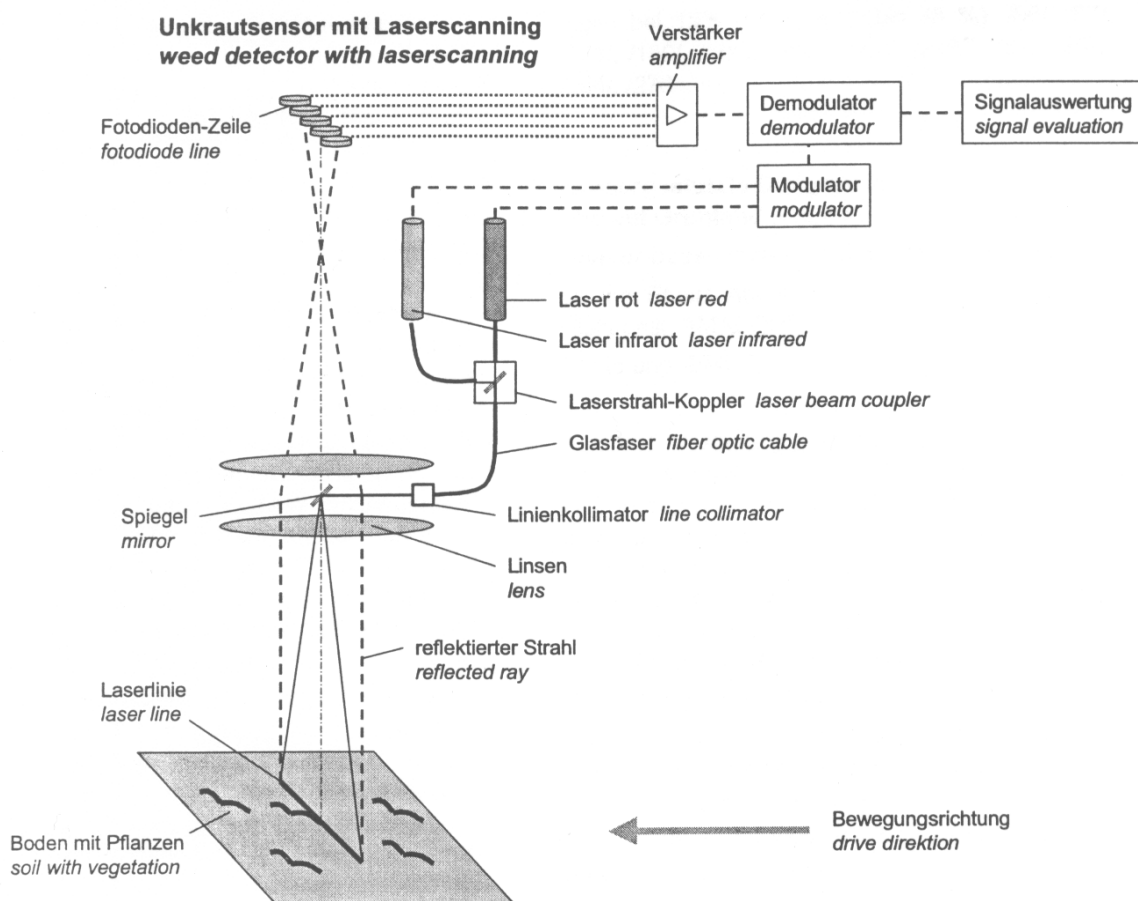 Unkrautsensor mit Laserscanning
weed detector with laserscanning
Verstärker
amplifier
Fotodioden-Zeile
fotodiode line
Demodulator
demodulator
Signalauswertung
signal evaluation
Modulator
modulator
Laser rot laser red
Laser infrarot laser infrared
Laserstrahl-Koppler laser beam coupler
Glasfaser fiber optic cable
Spiegel
mirror
Linienkollimator line collimator
Linsen
lens
reflektierter Strahl
reflected ray
Laserlinie
laser line
Boden mit Pflanzen
soil with vegetation
Bewegungsrichtung
drive direktion